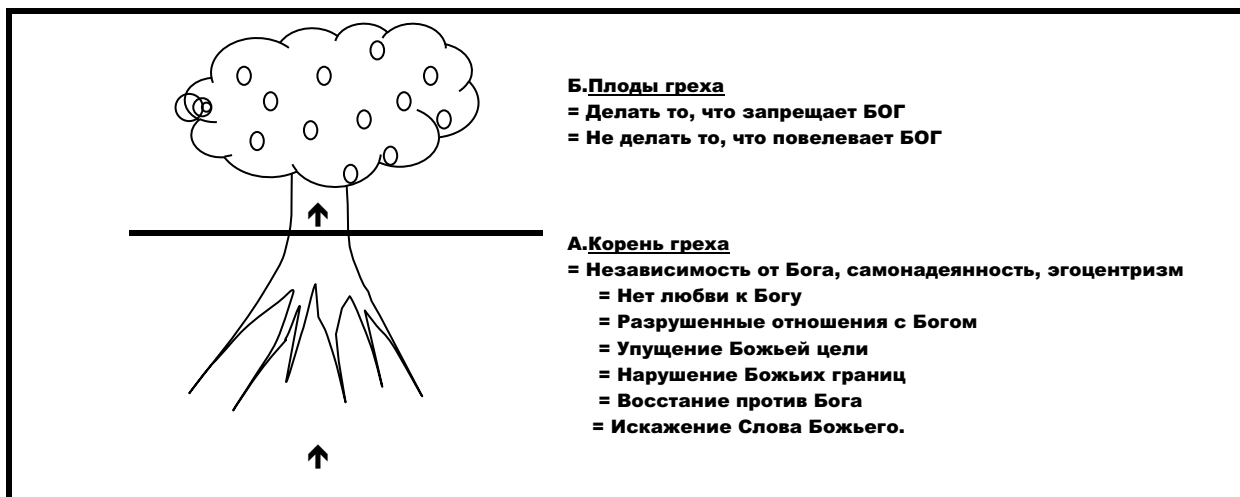 Б.Плоды греха
= Делать то, что запрещает БОГ
= Не делать то, что повелевает БОГ
А.Корень греха
= Независимость от Бога, самонадеянность, эгоцентризм
= Нет любви к Богу
= Разрушенные отношения с Богом
= Упущение Божьей цели
= Нарушение Божьих границ
= Восстание против Бога
= Искажение Слова Божьего.